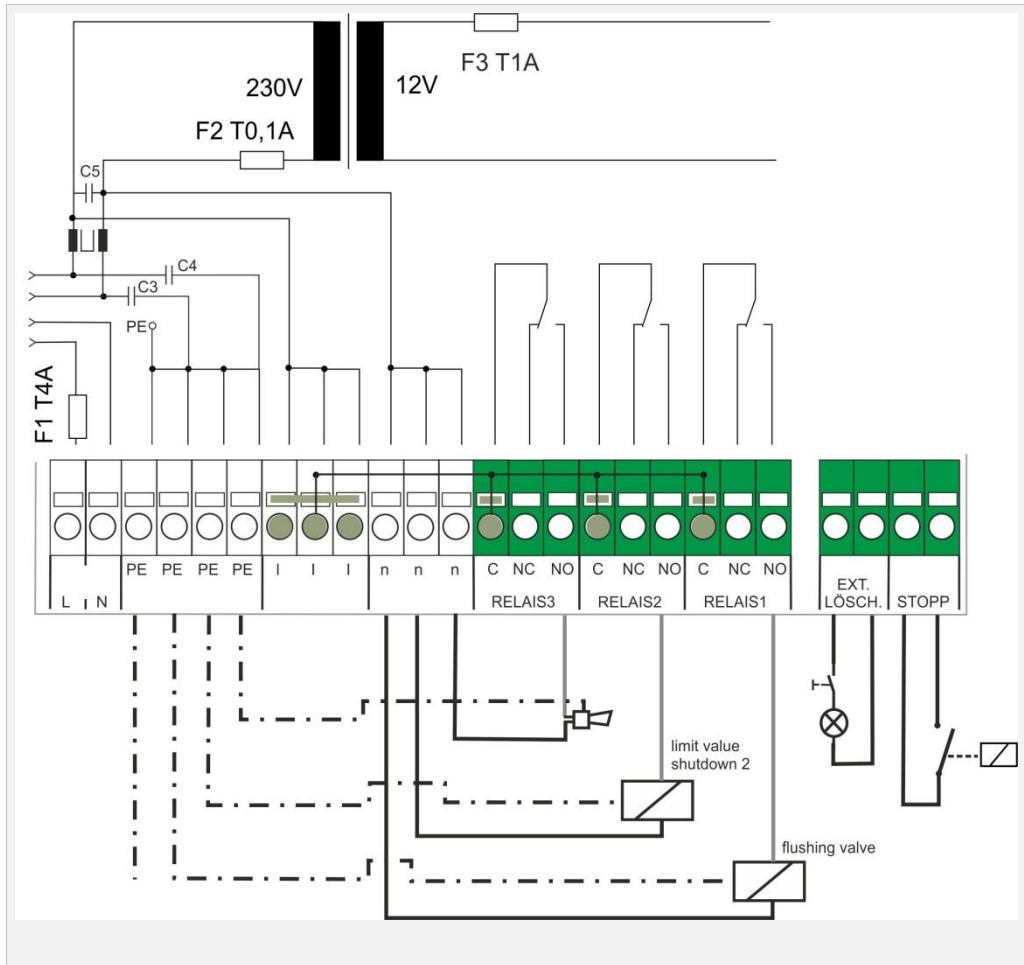 F3 T1A
230V
12V
F2 T0,1A
C5
C4
C3
PE
F1 T4A
PE PE PE PE I I I n n n C NC NO C NC NO C NC NO
L N RELAIS3 RELAIS2 RELAIS1
EXT.
LÖSCH. STOPP
limit value
shutdown 2
flushing valve